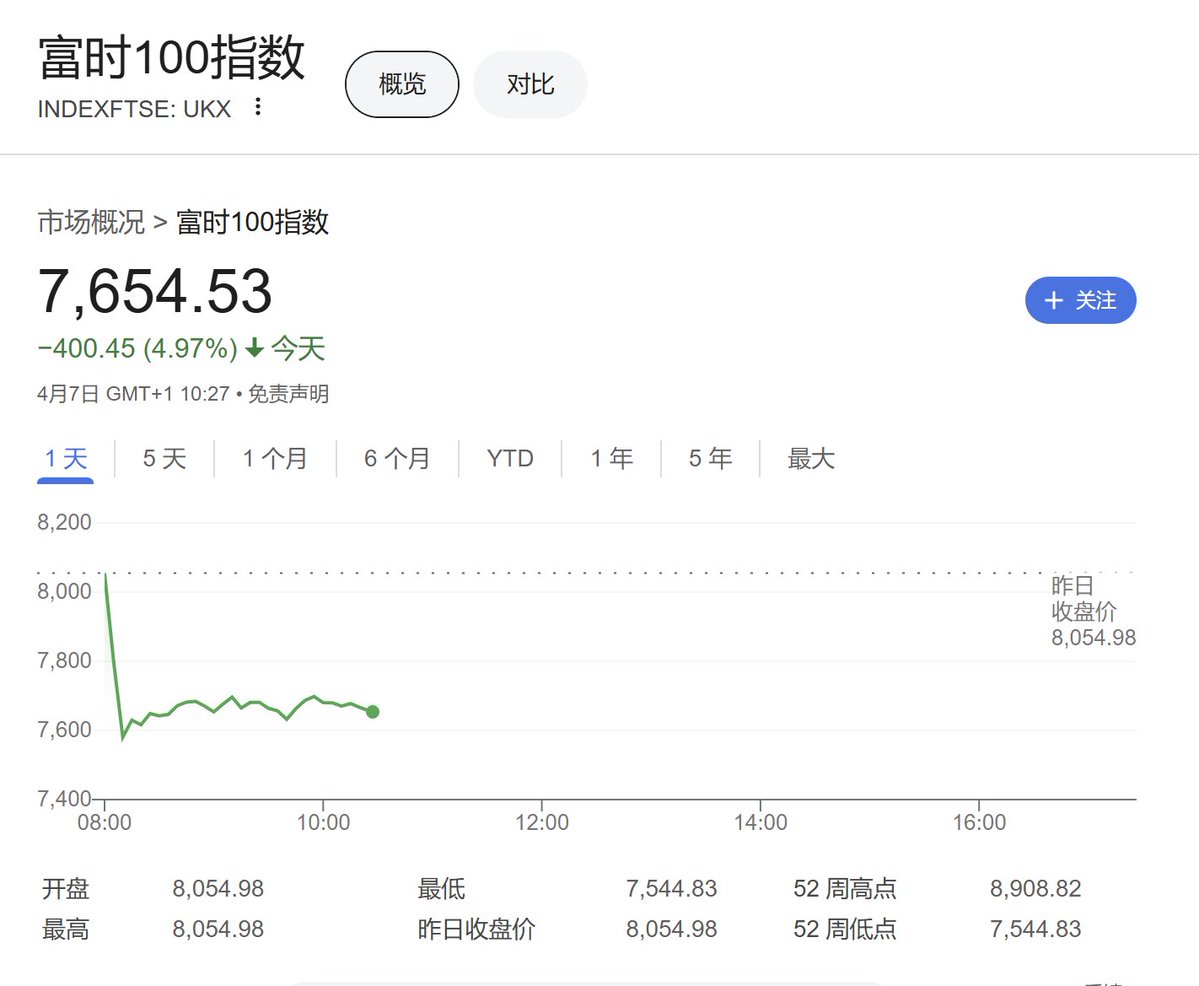 富时100指数
概览
对比
INDEXFTSE: UKX
市场概况 > 富时100指数
7,654.53
+ 关注
−400.45 (4.97%) 今天
4月7日 GMT+1 10:27 • 免责声明
1 天
5 天
1 个月
6 个月
YTD
1 年
5 年
最大
8,200
8,000
7,800
7,600
7,400
昨日
收盘价
8,054.98
08:00
10:00
12:00
14:00
16:00
开盘 8,054.98 最低 7,544.83 52 周高点 8,908.82
最高 8,054.98 昨日收盘价 8,054.98 52 周低点 7,544.83